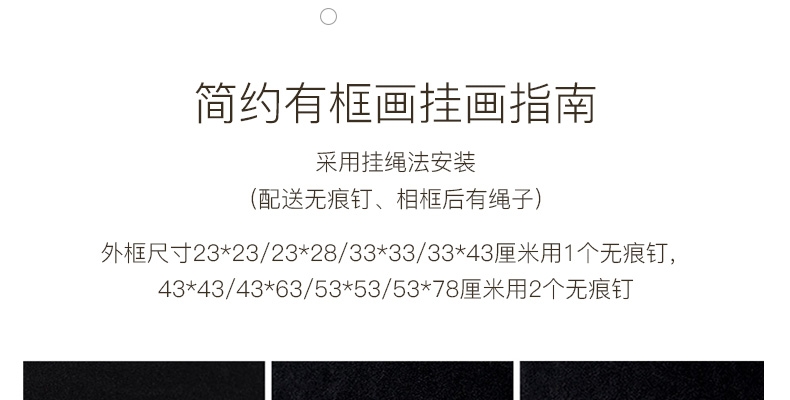 简约有框画挂画指南
采用挂绳法安装
(配送无痕钉、相框后有绳子)
外框尺寸23*23/23*28/33*33/33*43厘米用1个无痕钉,
43*43/43*63/53*53/53*78厘米用2个无痕钉